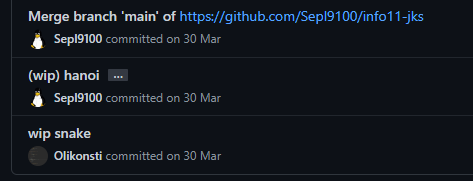 Merge branch 'main' of https://github.com/Sepl9100/info11-jks
Sepl9100 committed on 30 Mar
(wip) hanoi ...
Sepl9100 committed on 30 Mar
wip snake
Olikonsti committed on 30 Mar